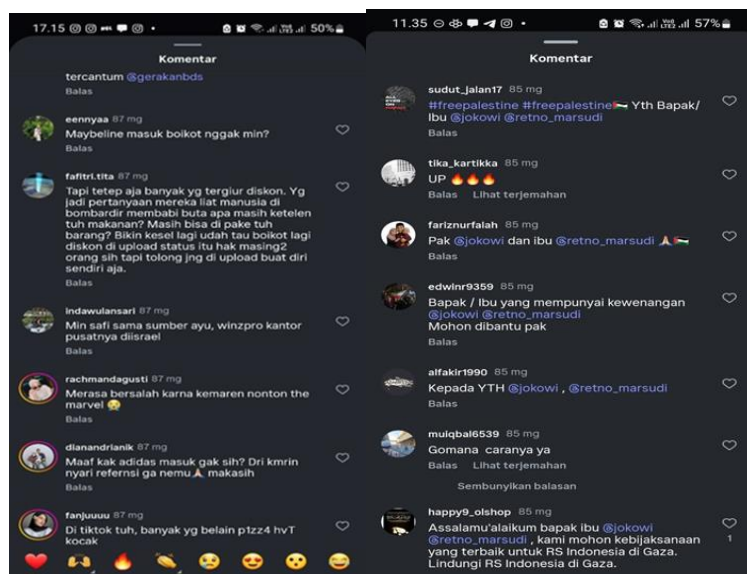 17.15
50%
Komentar
tercantum @gerakanbds
Balas
eennyaa 87 mg
Maybeline masuk boikot nggak min?
Balas
fafitri.tita 87 mg
Tapi tetep aja banyak yg tergiur diskon. Yg
jadi pertanyaan mereka liat manusia di
bombardir membabi buta apa masih ketelen
tuh makanan? Masih bisa di pake tuh
barang? Bikin kesel lagi udah tau boikot lagi
diskon di upload status itu hak masing2
orang sih tapi tolong jng di upload buat diri
sendiri aja.
Balas
indawulansari 87 mg
Min safi sama sumber ayu, winzpro kantor
pusatnya diisrael
Balas
rachmandagusti 87 mg
Merasa bersalah karna kemaren nonton the
marvel 😢
Balas
dianandrianik 87 mg
Maaf kak adidas masuk gak sih? Dri kmrin
nyari refernsi ga nemu🙏 makasih
Balas
fanjuuuu 87 mg
Di tiktok tuh, banyak yg belain p1zz4 hvT
kocak
11.35
57%
Komentar
sudut_jalan17 85 mg
#freepalestine #freepalestine🇵🇸 Yth Bapak/
Ibu @jokowi @retno_marsudi
Balas
tika_kartikka 85 mg
UP 🔥🔥🔥
Balas Lihat terjemahan
fariznurfalah 85 mg
Pak @jokowi dan ibu @retno_marsudi 🙏🇵🇸
Balas
edwinr9359 85 mg
Bapak / Ibu yang mempunyai kewenangan
@jokowi @retno_marsudi
Mohon dibantu pak
Balas
alfakir1990 85 mg
Kepada YTH @jokowi , @retno_marsudi
Balas
mulqbal6539 85 mg
Gomana caranya ya
Balas Lihat terjemahan
Sembunyikan balasan
happy9_olshop 85 mg
Assalamu'alaikum bapak ibu @jokowi
@retno_marsudi , kami mohon kebijaksanaan
yang terbaik untuk RS Indonesia di Gaza.
Lindungi RS Indonesia di Gaza.
1